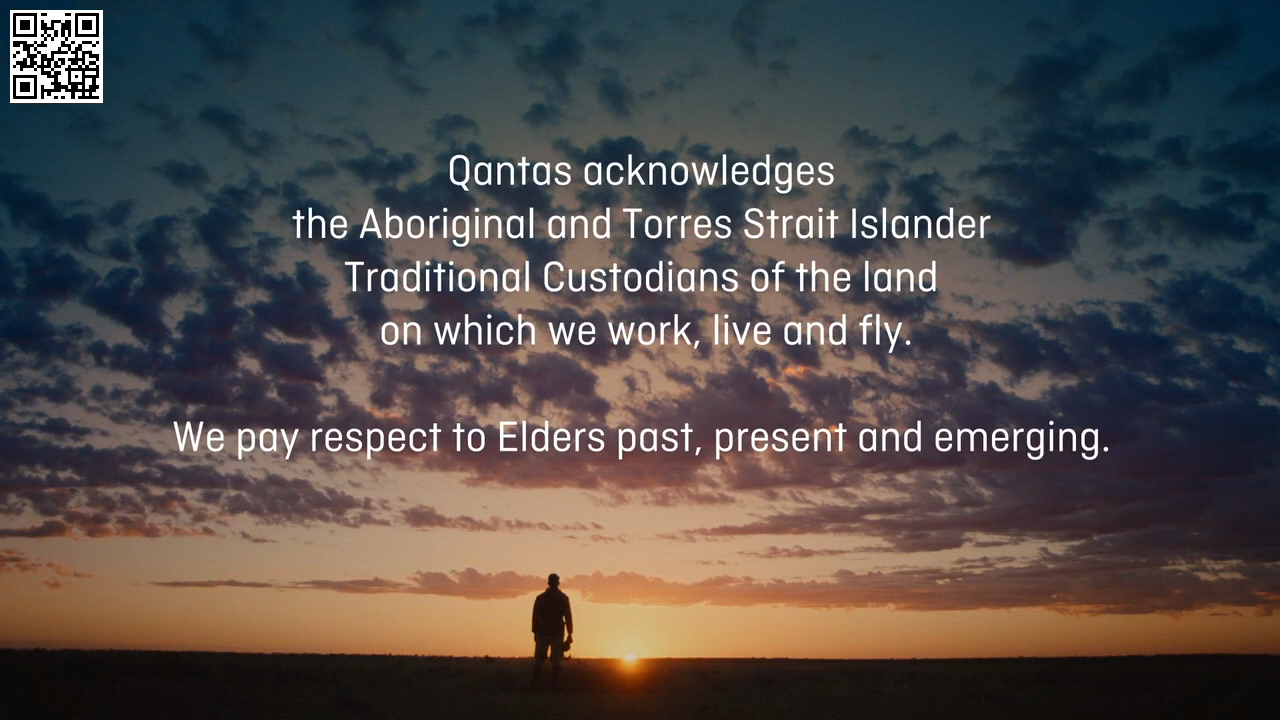 Qantas acknowledges
the Aboriginal and Torres Strait Islander
Traditional Custodians of the land
on which we work, live and fly.
We pay respect to Elders past, present and emerging.